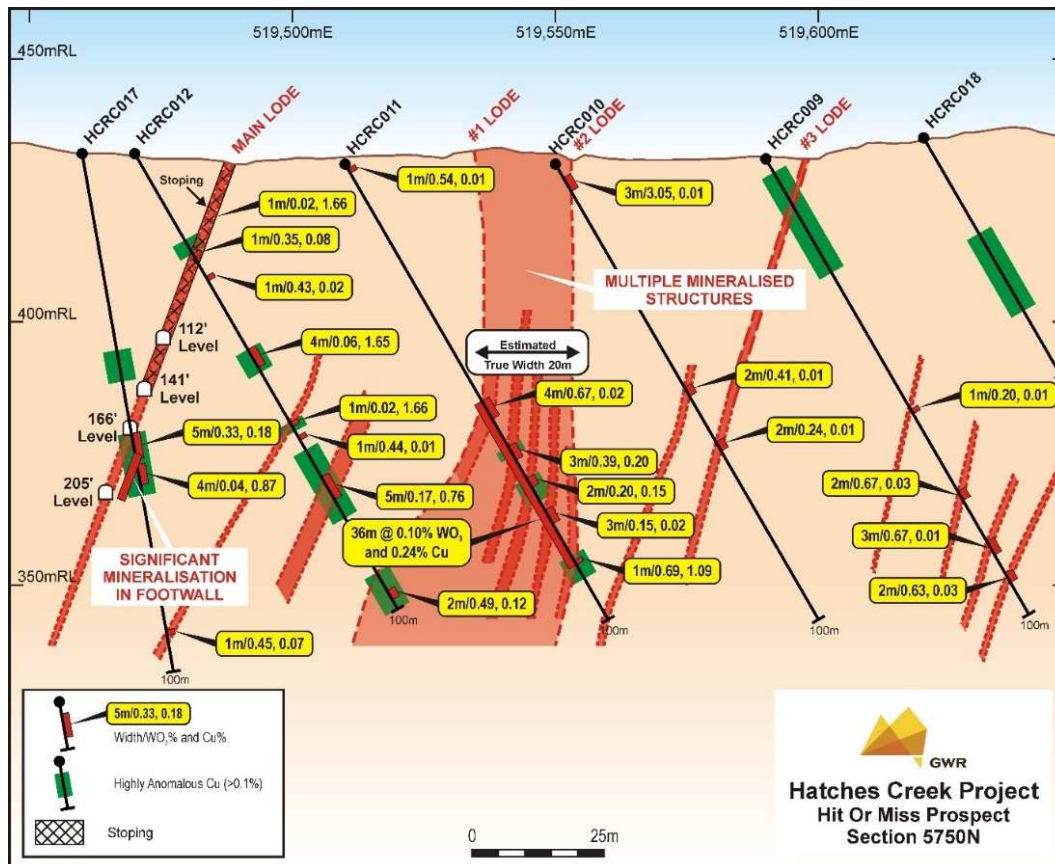 519,500mE
519,550mE
519,600mE
450mRL
HCRC017
HCRC012
MAIN LODE
HCRC011
#1 LODE
HCRC010
#2 LODE
HCRC009
#3 LODE
HCRC018
Stoping
1m/0.54, 0.01
3m/3.05, 0.01
1m/0.02, 1.66
1m/0.35, 0.08
1m/0.43, 0.02
MULTIPLE MINERALISED
STRUCTURES
400mRL
112'
Level
4m/0.06, 1.65
Estimated
True Width 20m
141'
Level
2m/0.41, 0.01
4m/0.67, 0.02
1m/0.20, 0.01
1m/0.02, 1.66
166'
Level
5m/0.33, 0.18
1m/0.44, 0.01
2m/0.24, 0.01
3m/0.39, 0.20
4m/0.04, 0.87
205'
Level
5m/0.17, 0.76
2m/0.20, 0.15
2m/0.67, 0.03
3m/0.15, 0.02
36m @ 0.10% WO₃
and 0.24% Cu
3m/0.67, 0.01
SIGNIFICANT
MINERALISATION
IN FOOTWALL
1m/0.69, 1.09
350mRL
2m/0.63, 0.03
2m/0.49, 0.12
100m
100m
100m
100m
1m/0.45, 0.07
100m
5m/0.33, 0.18
Width/WO₃% and Cu%
Highly Anomalous Cu (>0.1%)
Stoping
0
25m
GWR
Hatches Creek Project
Hit Or Miss Prospect
Section 5750N